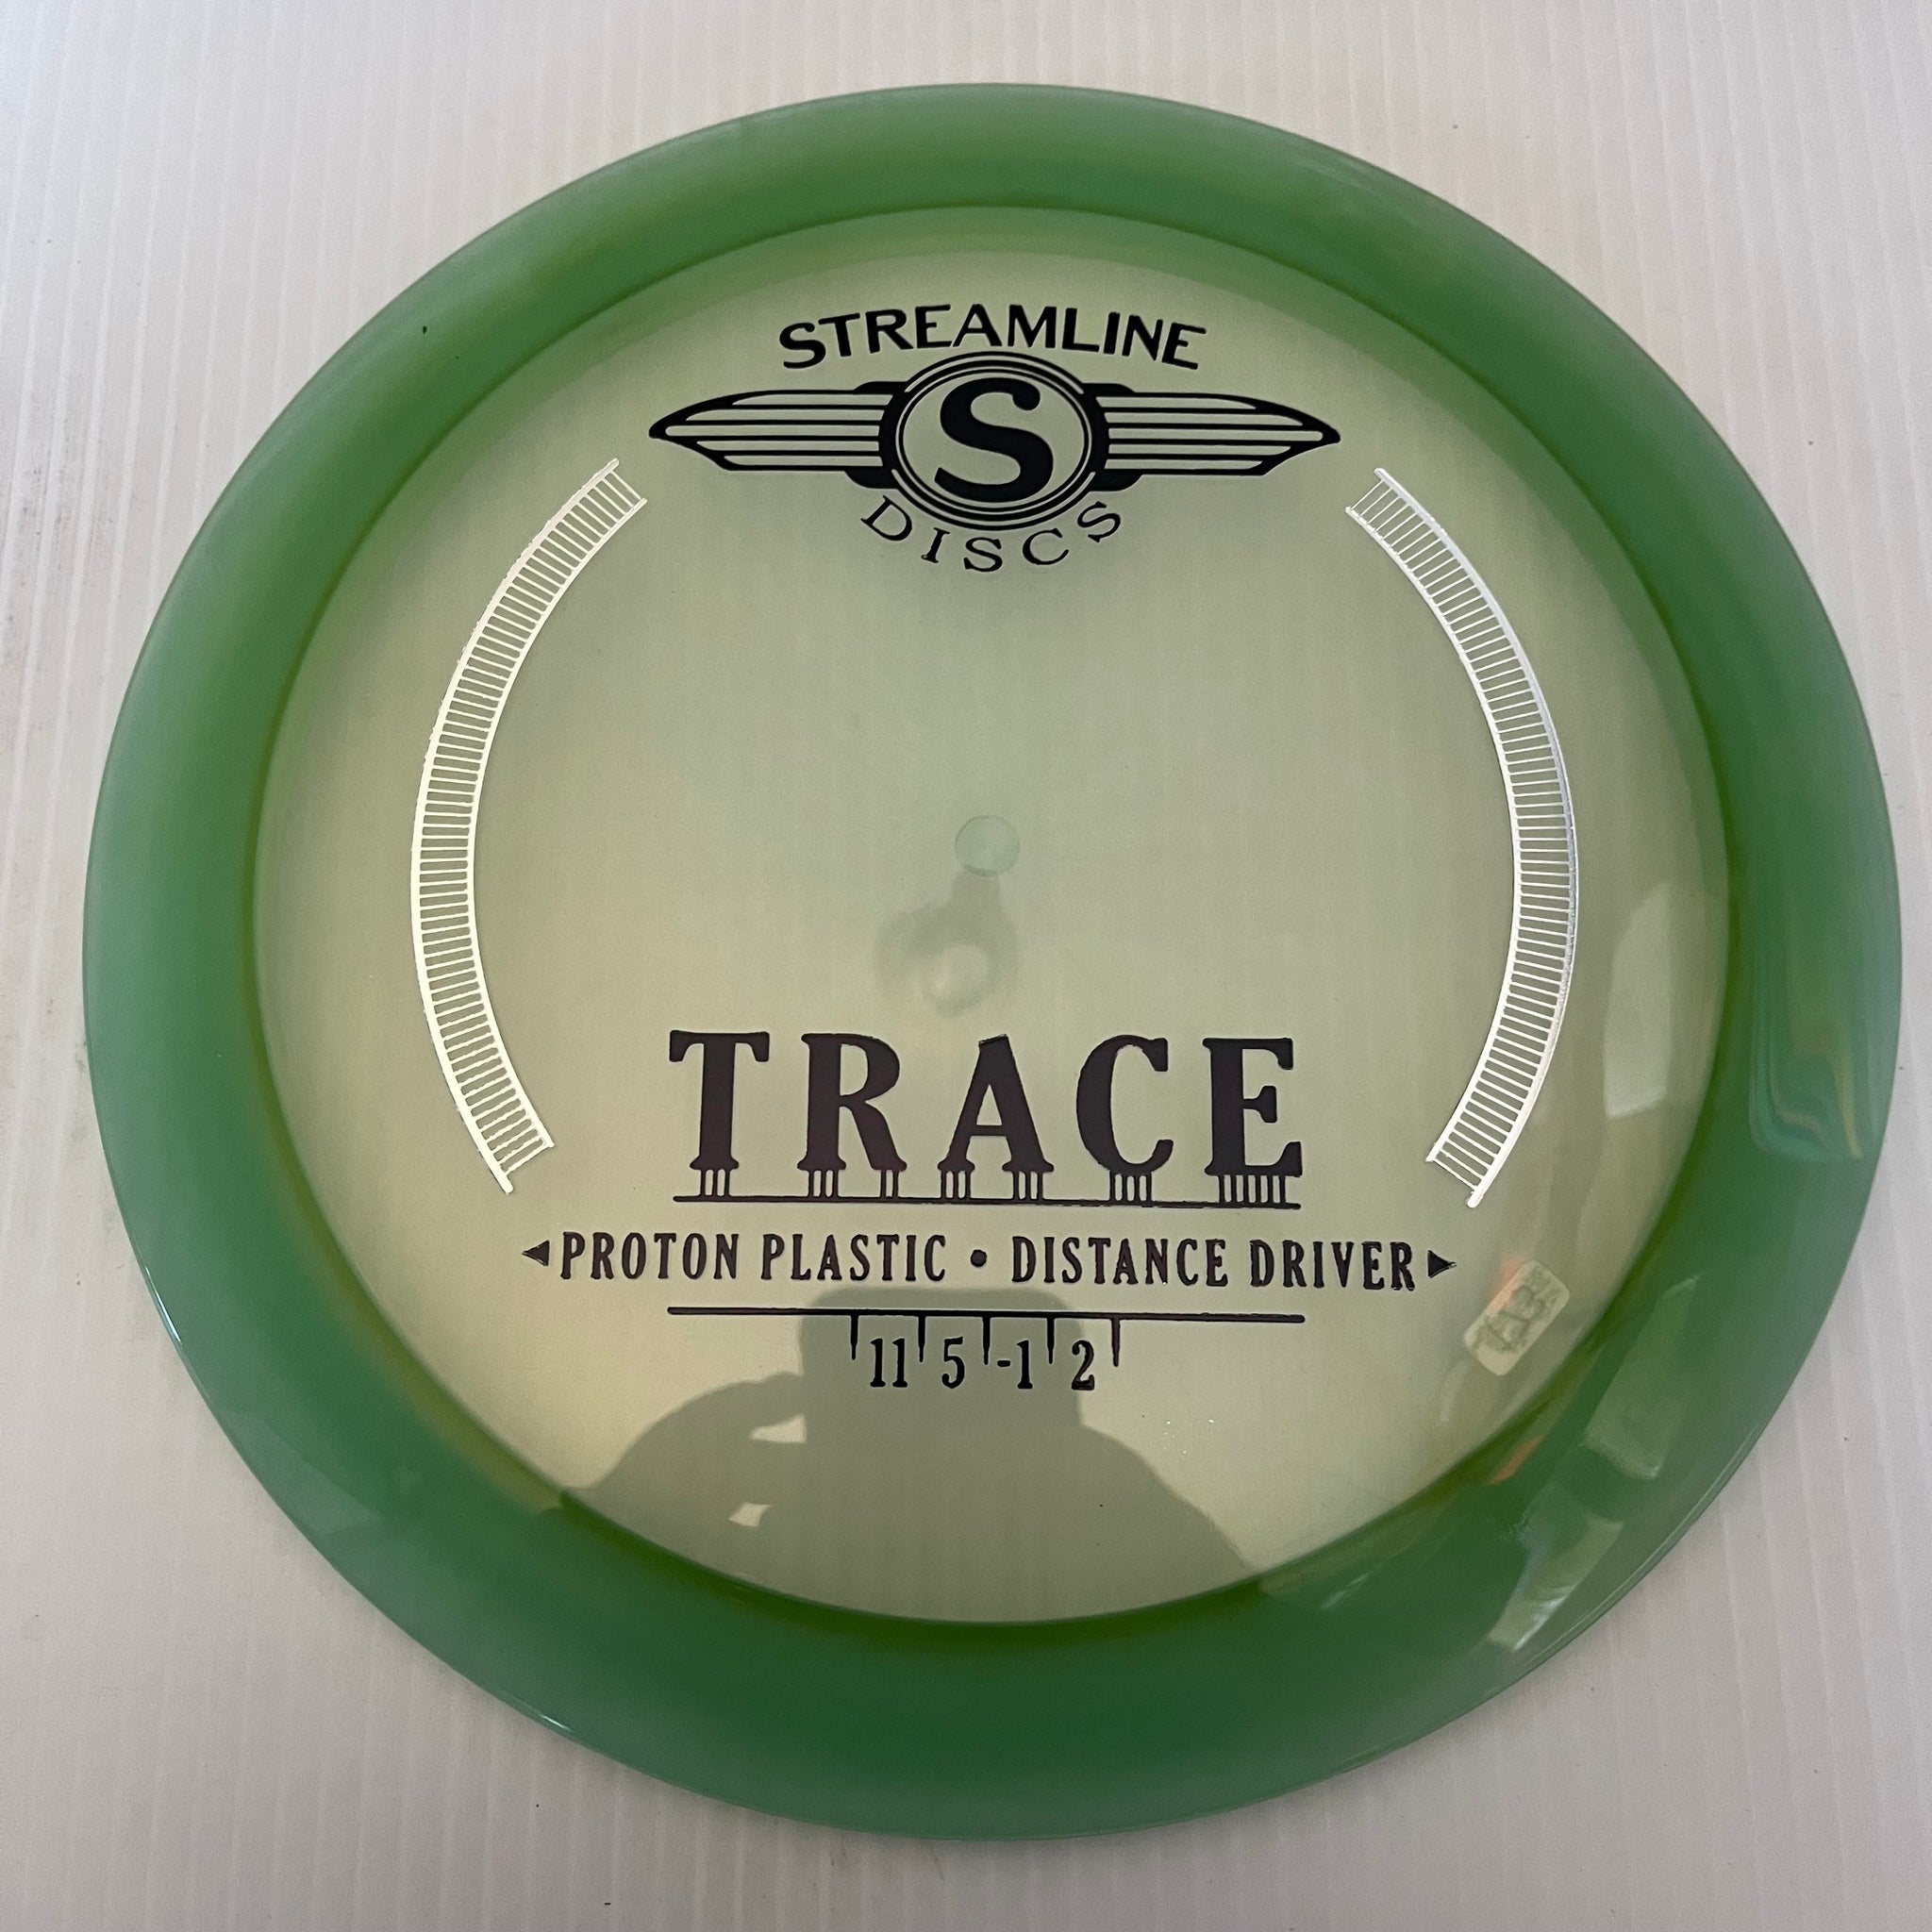 STREAMLINE
S
DISCS
TRACE
◄PROTON PLASTIC • DISTANCE DRIVER►
11 5 -1 2